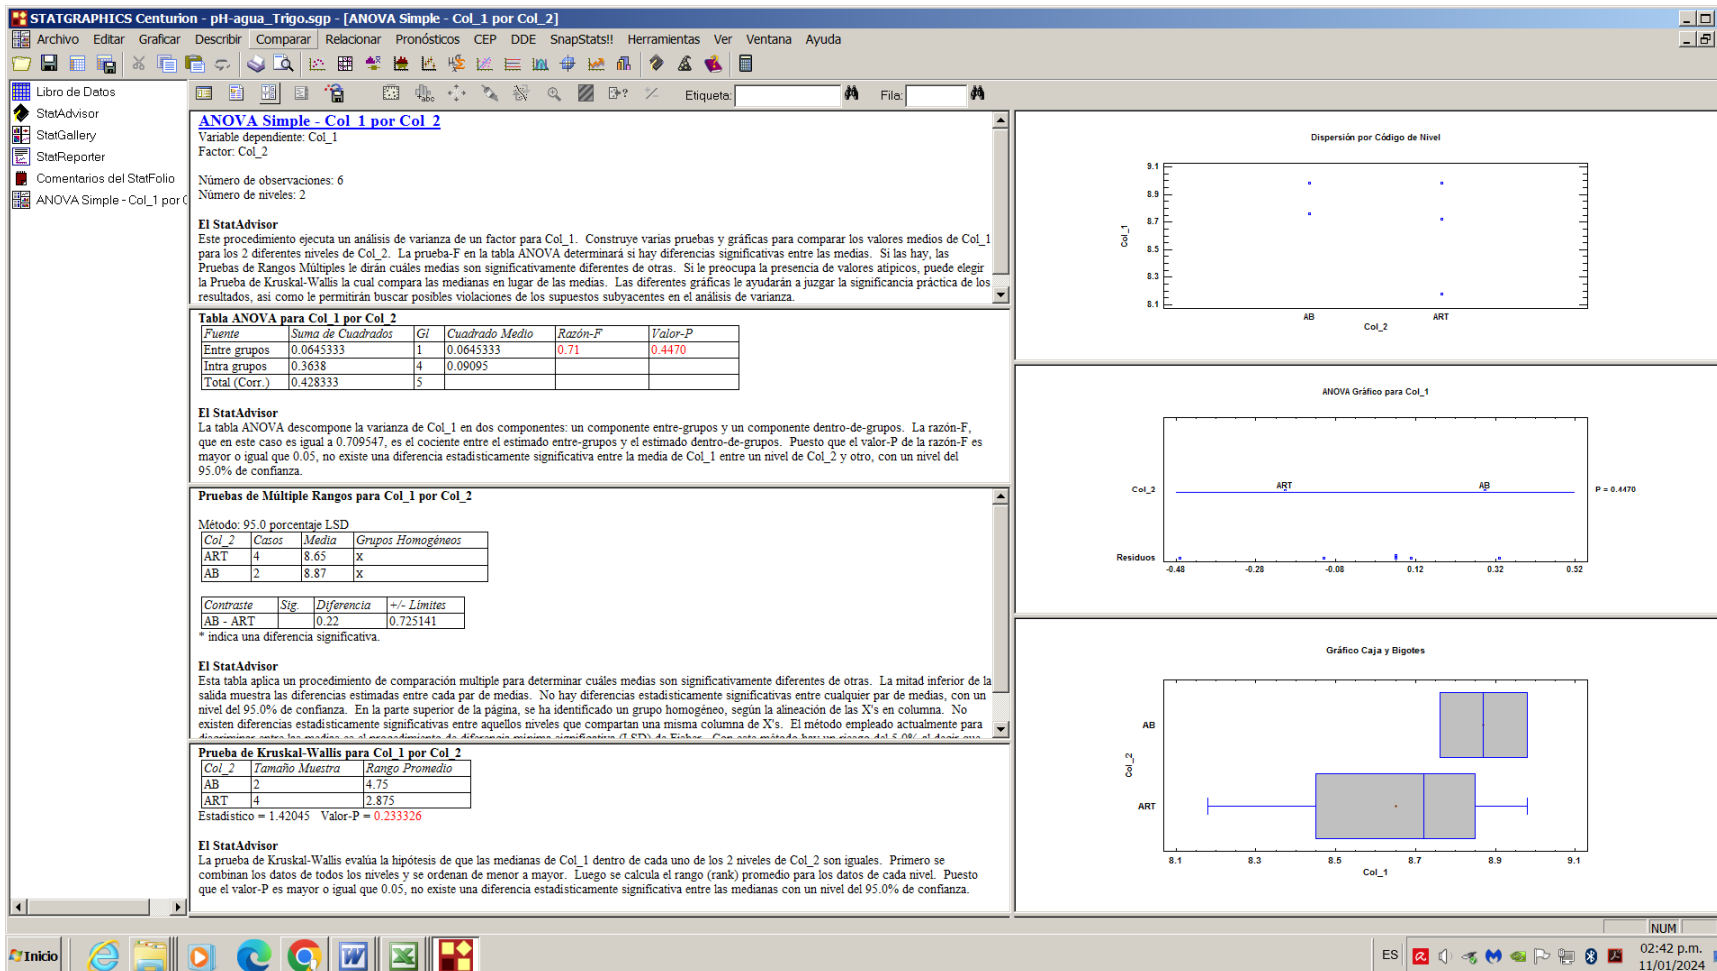 STATGRAPHICS Centurion - pH-agua_Trigo.sgp - [ANOVA Simple - Col_1 por Col_2]
Archivo Editar Graficar Describir Comparar Relacionar Pronósticos CEP DDE SnapStats!! Herramientas Ver Ventana Ayuda
Etiqueta: Fila:
Libro de Datos
StatAdvisor
StatGallery
StatReporter
Comentarios del StatFolio
ANOVA Simple - Col_1 por C
ANOVA Simple - Col_1 por Col_2
Variable dependiente: Col_1
Factor: Col_2
Número de observaciones: 6
Número de niveles: 2
El StatAdvisor
Este procedimiento ejecuta un análisis de varianza de un factor para Col_1. Construye varias pruebas y gráficas para comparar los valores medios de Col_1
para los 2 diferentes niveles de Col_2. La prueba-F en la tabla ANOVA determinará si hay diferencias significativas entre las medias. Si las hay, las
Pruebas de Rangos Múltiples le dirán cuáles medias son significativamente diferentes de otras. Si le preocupa la presencia de valores atípicos, puede elegir
la Prueba de Kruskal-Wallis la cual compara las medianas en lugar de las medias. Las diferentes gráficas le ayudarán a juzgar la significancia práctica de los
resultados, así como le permitirán buscar posibles violaciones de los supuestos subyacentes en el análisis de varianza.
Tabla ANOVA para Col_1 por Col_2
Fuente Suma de Cuadrados Gl Cuadrado Medio Razón-F Valor-P
Entre grupos 0.0645333 1 0.0645333 0.71 0.4470
Intra grupos 0.3638 4 0.09095
Total (Corr.) 0.428333 5
El StatAdvisor
La tabla ANOVA descompone la varianza de Col_1 en dos componentes: un componente entre-grupos y un componente dentro-de-grupos. La razón-F,
que en este caso es igual a 0.709547, es el cociente entre el estimado entre-grupos y el estimado dentro-de-grupos. Puesto que el valor-P de la razón-F es
mayor o igual que 0.05, no existe una diferencia estadísticamente significativa entre la media de Col_1 entre un nivel de Col_2 y otro, con un nivel del
95.0% de confianza.
Pruebas de Múltiple Rangos para Col_1 por Col_2
Método: 95.0 porcentaje LSD
Col_2 Casos Media Grupos Homogéneos
ART 4 8.65 X
AB 2 8.87 X
Contraste Sig. Diferencia +/- Límites
AB - ART 0.22 0.725141
* indica una diferencia significativa.
El StatAdvisor
Esta tabla aplica un procedimiento de comparación multiple para determinar cuáles medias son significativamente diferentes de otras. La mitad inferior de la
salida muestra las diferencias estimadas entre cada par de medias. No hay diferencias estadísticamente significativas entre cualquier par de medias, con un
nivel del 95.0% de confianza. En la parte superior de la página, se ha identificado un grupo homogéneo, según la alineación de las X's en columna. No
existen diferencias estadísticamente significativas entre aquellos niveles que compartan una misma columna de X's. El método empleado actualmente para
discriminar entre las medias es el procedimiento de diferencia mínima significativa (LSD) de Fisher. Con este método hay un riesgo del 5.0% al decir que
Prueba de Kruskal-Wallis para Col_1 por Col_2
Col_2 Tamaño Muestra Rango Promedio
AB 2 4.75
ART 4 2.875
Estadístico = 1.42045 Valor-P = 0.233326
El StatAdvisor
La prueba de Kruskal-Wallis evalúa la hipótesis de que las medianas de Col_1 dentro de cada uno de los 2 niveles de Col_2 son iguales. Primero se
combinan los datos de todos los niveles y se ordenan de menor a mayor. Luego se calcula el rango (rank) promedio para los datos de cada nivel. Puesto
que el valor-P es mayor o igual que 0.05, no existe una diferencia estadísticamente significativa entre las medianas con un nivel del 95.0% de confianza.
Dispersión por Código de Nivel
9.1
8.9
8.7
8.5
8.3
8.1
Col_1
AB ART
Col_2
ANOVA Gráfico para Col_1
Col_2 ART AB P = 0.4470
Residuos
-0.48 -0.28 -0.08 0.12 0.32 0.52
Gráfico Caja y Bigotes
AB
Col_2
ART
8.1 8.3 8.5 8.7 8.9 9.1
Col_1
NUM
Inicio
ES
02:42 p.m.
11/01/2024